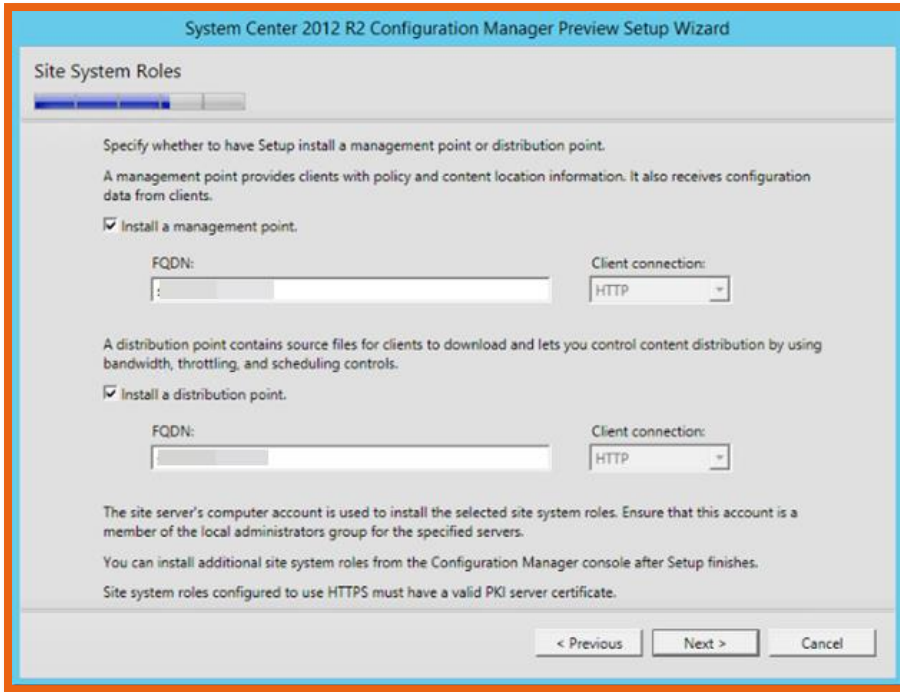 System Center 2012 R2 Configuration Manager Preview Setup Wizard
Site System Roles
Specify whether to have Setup install a management point or distribution point.
A management point provides clients with policy and content location information. It also receives configuration
data from clients.
Install a management point.
FQDN:
Client connection:
HTTP
A distribution point contains source files for clients to download and lets you control content distribution by using
bandwidth, throttling, and scheduling controls.
Install a distribution point.
FQDN:
Client connection:
HTTP
The site server's computer account is used to install the selected site system roles. Ensure that this account is a
member of the local administrators group for the specified servers.
You can install additional site system roles from the Configuration Manager console after Setup finishes.
Site system roles configured to use HTTPS must have a valid PKI server certificate.
< Previous
Next >
Cancel